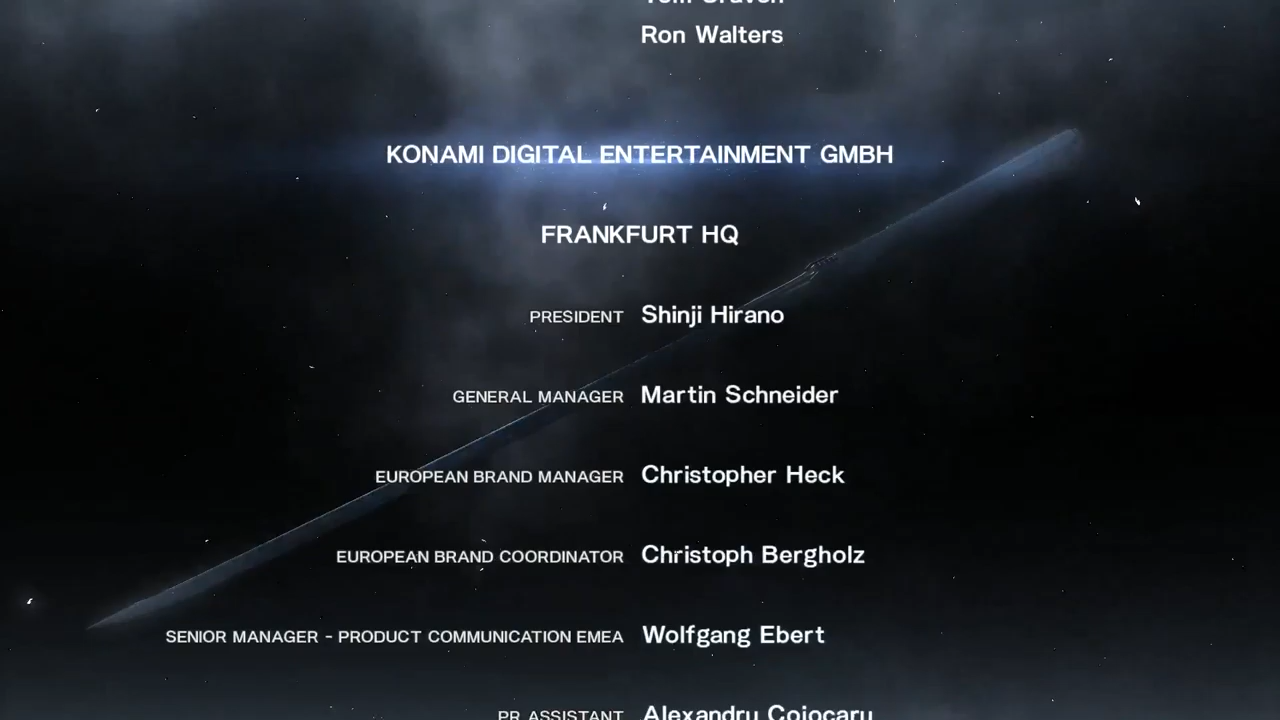 Ron Walters
KONAMI DIGITAL ENTERTAINMENT GMBH
FRANKFURT HQ
PRESIDENT Shinji Hirano
GENERAL MANAGER Martin Schneider
EUROPEAN BRAND MANAGER Christopher Heck
EUROPEAN BRAND COORDINATOR Christoph Bergholz
SENIOR MANAGER - PRODUCT COMMUNICATION EMEA Wolfgang Ebert
PR ASSISTANT Alexandru Cojocaru